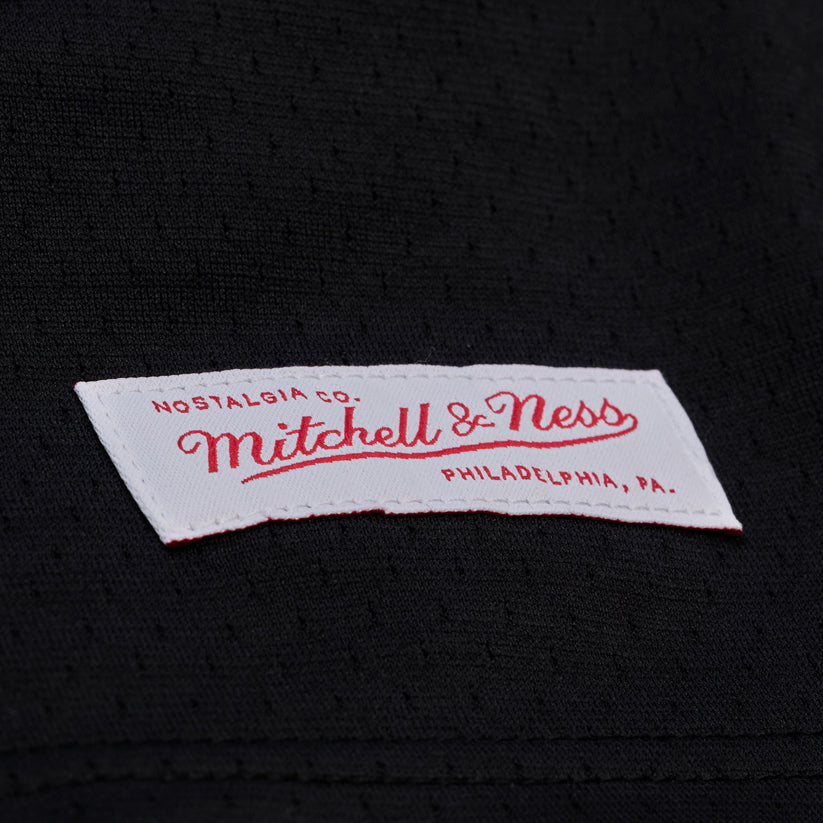 NOSTALGIA CO.
Mitchell & Ness
PHILADELPHIA, PA.